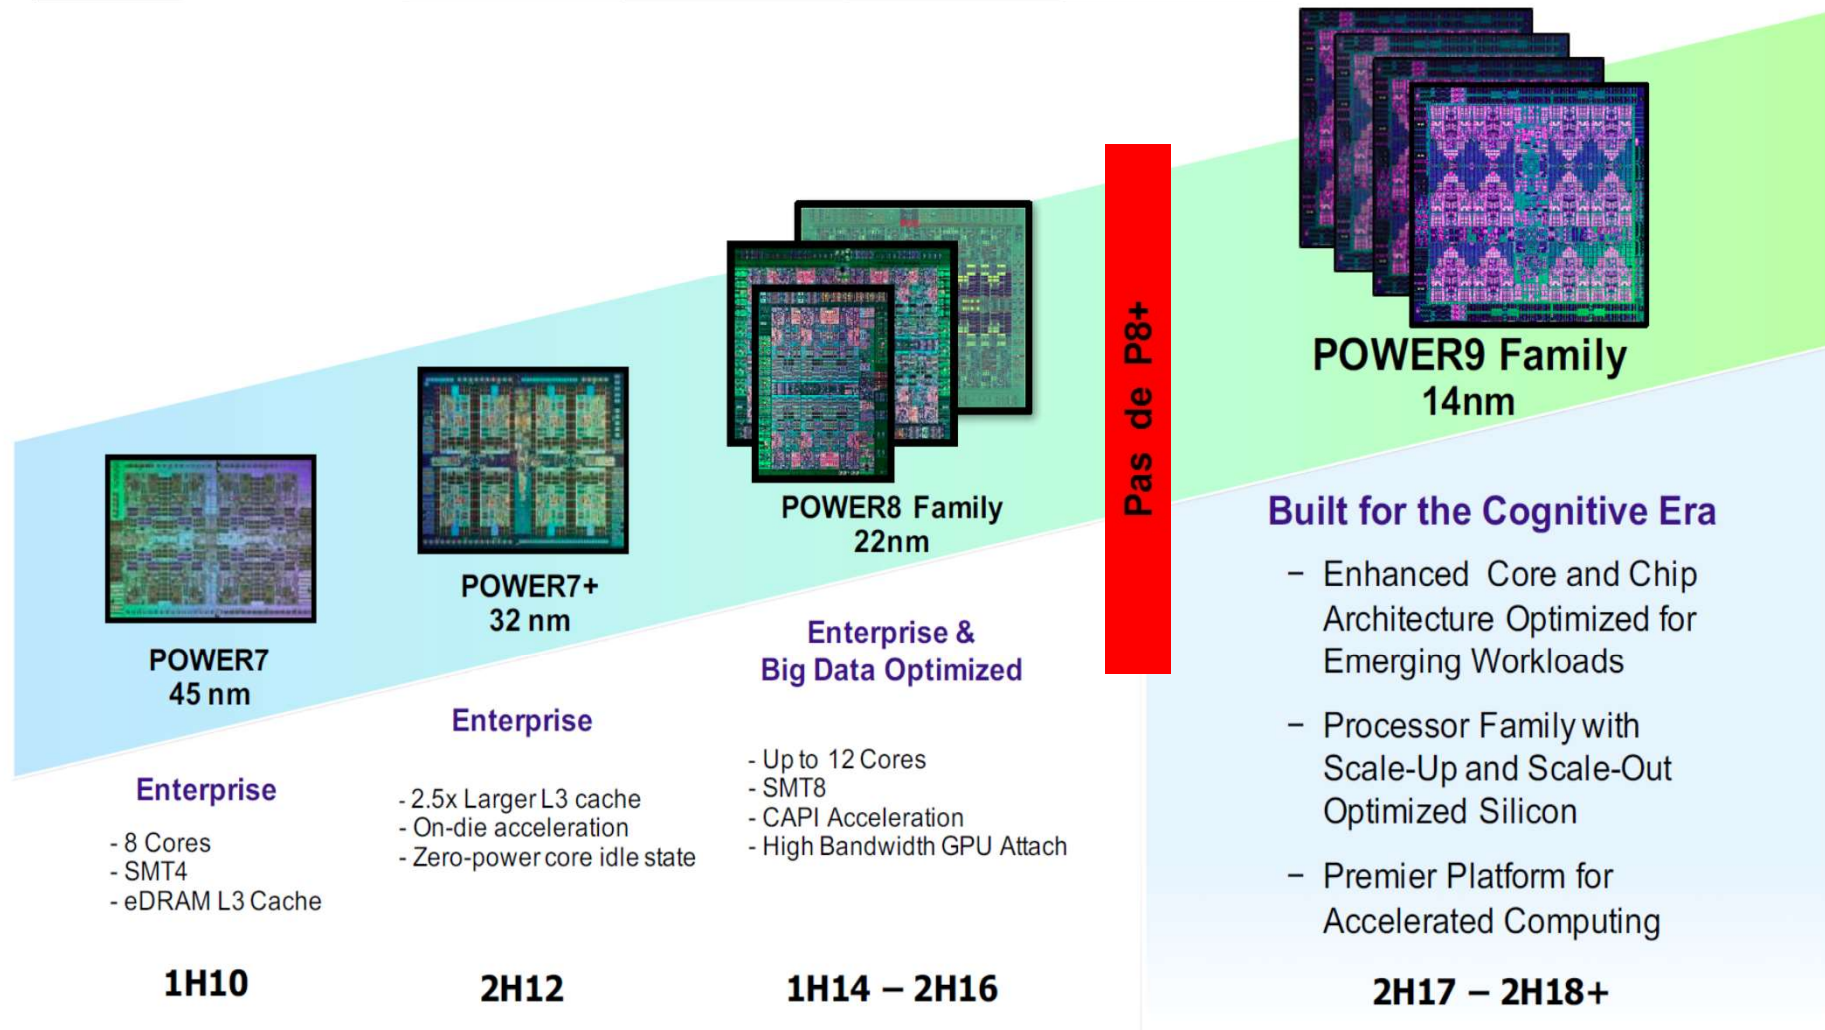 POWER7
45 nm
Enterprise
- 8 Cores
- SMT4
- eDRAM L3 Cache
1H10
POWER7+
32 nm
Enterprise
- 2.5x Larger L3 cache
- On-die acceleration
- Zero-power core idle state
2H12
POWER8 Family
22nm
Enterprise &
Big Data Optimized
- Up to 12 Cores
- SMT8
- CAPI Acceleration
- High Bandwidth GPU Attach
1H14 – 2H16
Pas de P8+
POWER9 Family
14nm
Built for the Cognitive Era
– Enhanced Core and Chip
Architecture Optimized for
Emerging Workloads
– Processor Family with
Scale-Up and Scale-Out
Optimized Silicon
– Premier Platform for
Accelerated Computing
2H17 – 2H18+